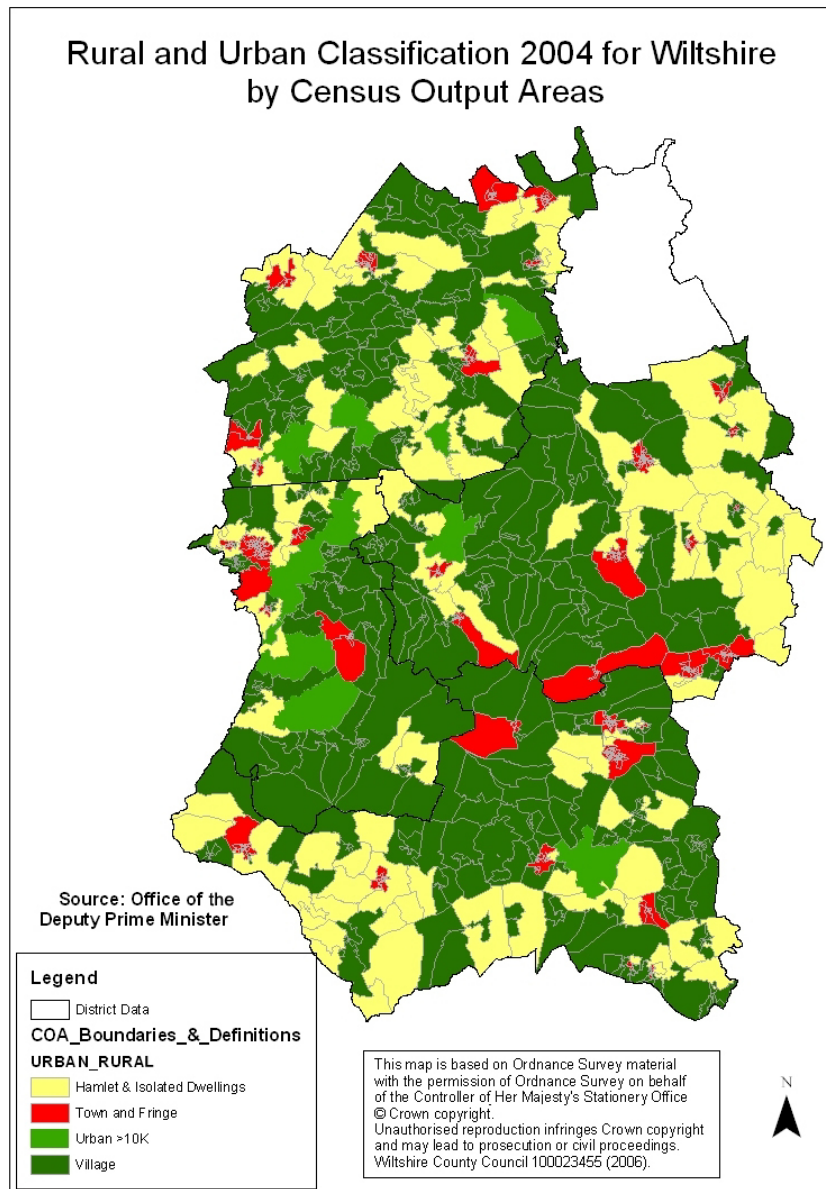 Rural and Urban Classification 2004 for Wiltshire
by Census Output Areas
Source: Office of the
Deputy Prime Minister
Legend
District Data
COA_Boundaries_&_Definitions
URBAN_RURAL
Hamlet & Isolated Dwellings
Town and Fringe
Urban >10K
Village
This map is based on Ordnance Survey material
with the permission of Ordnance Survey on behalf
of the Controller of Her Majesty's Stationery Office
© Crown copyright.
Unauthorised reproduction infringes Crown copyright
and may lead to prosecution or civil proceedings.
Wiltshire County Council 100023455 (2006).
N